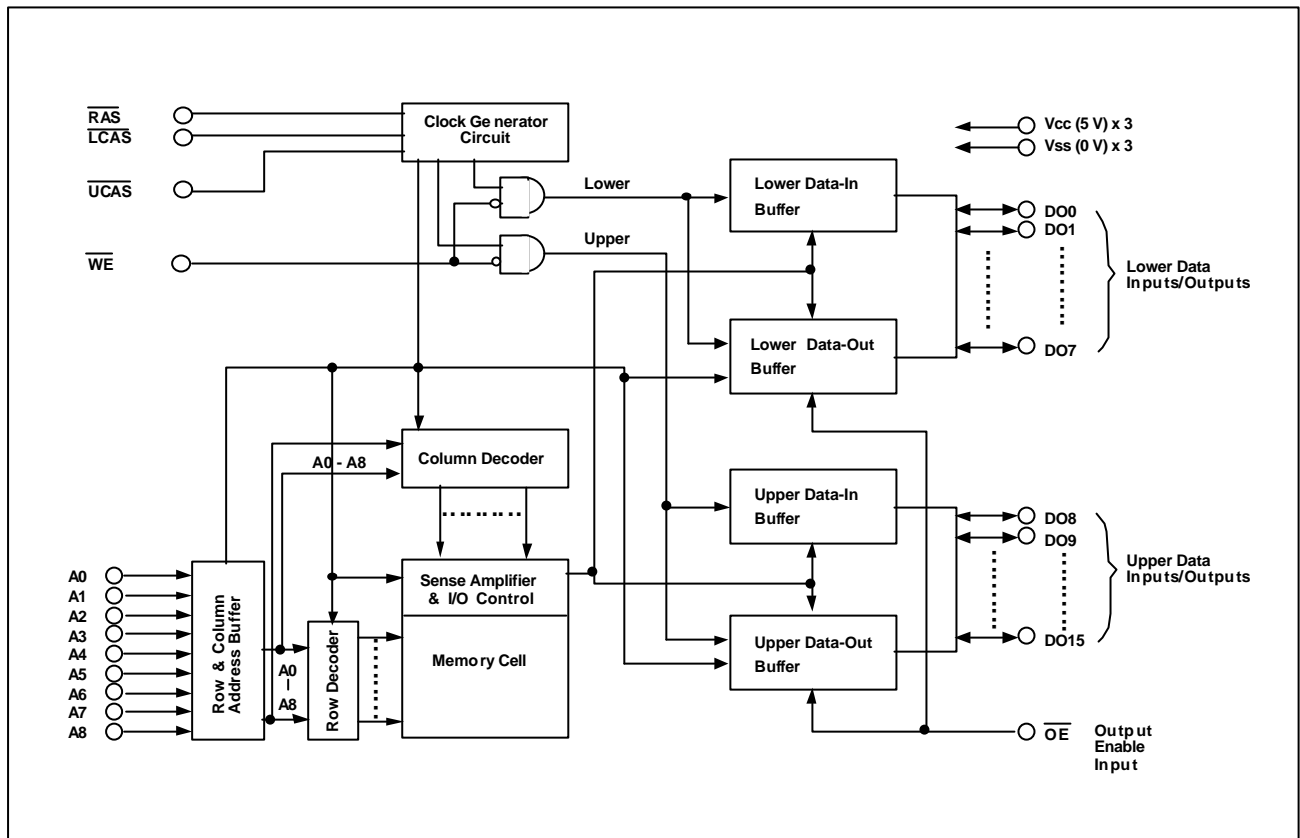 RAS
LCAS
UCAS
WE
Clock Generator
Circuit
Lower
Upper
Vcc (5 V) x 3
Vss (0 V) x 3
Lower Data-In
Buffer
Lower Data-Out
Buffer
DO0
DO1
DO7
Lower Data
Inputs/Outputs
Column Decoder
A0 - A8
Upper Data-In
Buffer
Upper Data-Out
Buffer
DO8
DO9
DO15
Upper Data
Inputs/Outputs
A0
A1
A2
A3
A4
A5
A6
A7
A8
Row & Column
Address Buffer
A0
–
A8
Row Decoder
Sense Amplifier
& I/O Control
Memory Cell
OE
Output
Enable
Input